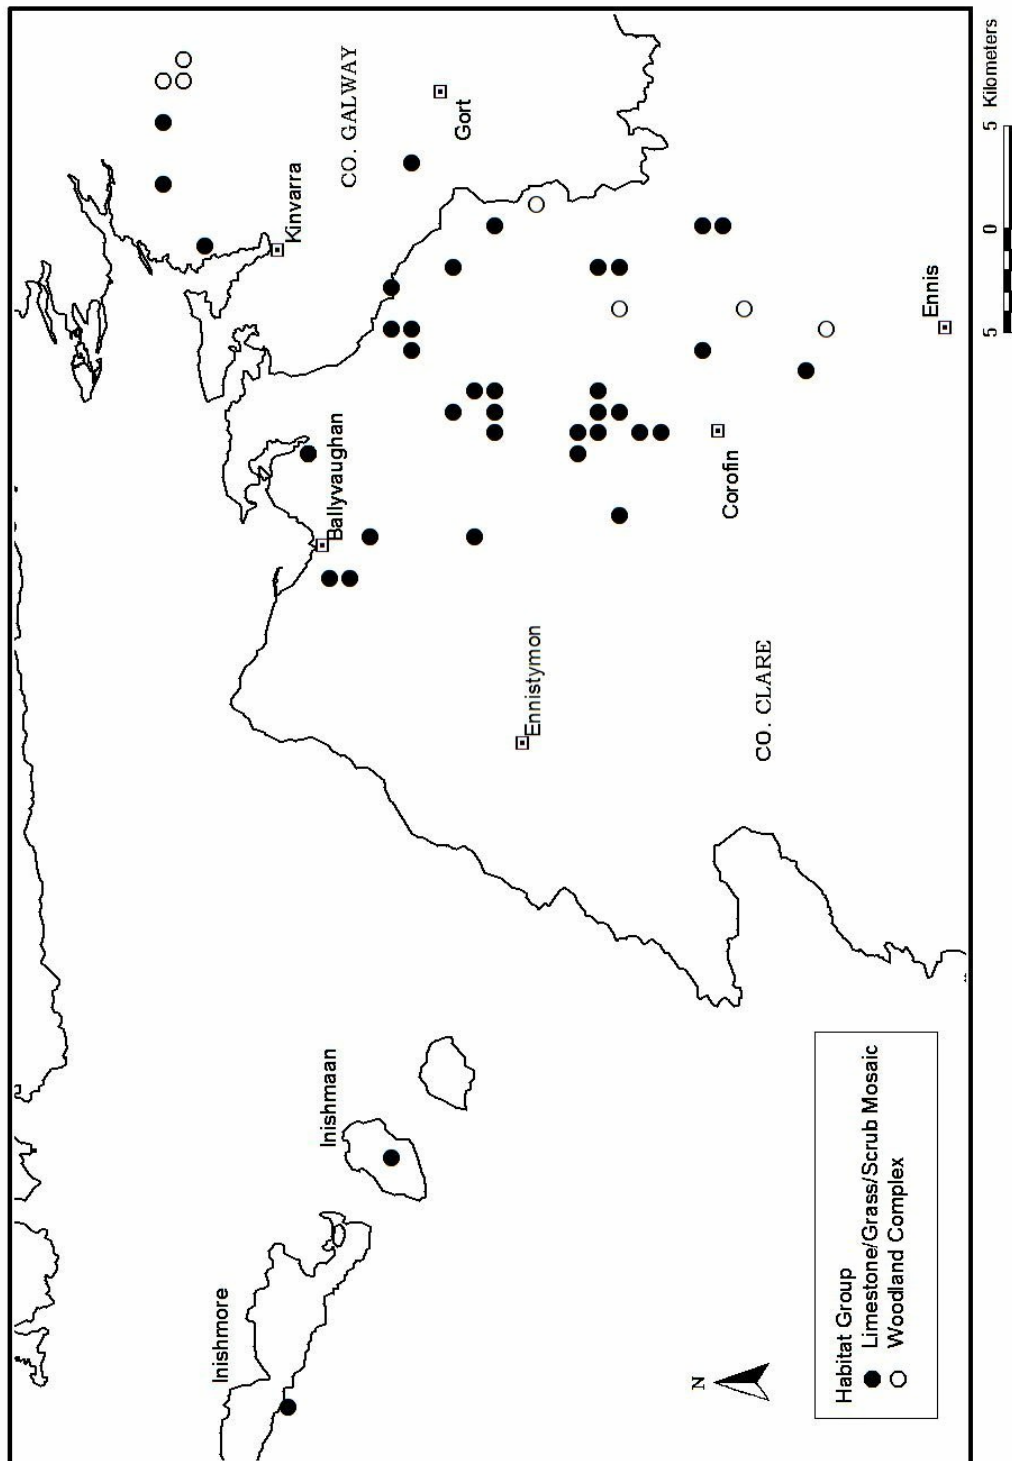 Inishmore
Inishmaan
Ballyvaughan
Kinvarra
CO. GALWAY
Gort
Ennistymon
Corofin
CO. CLARE
Ennis
N
Habitat Group
Limestone/Grass/Scrub Mosaic
Woodland Complex
5 0 5 Kilometers